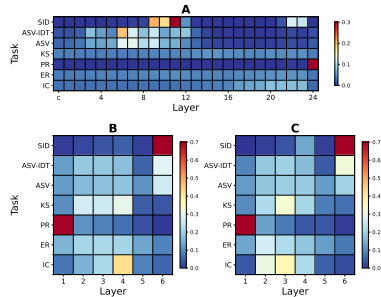 A
Task
SID
ASV-IDT
ASV
KS
PR
ER
IC
c 4 8 12 16 20 24
Layer
0.3
0.2
0.1
0.0
B
Task
SID
ASV-IDT
ASV
KS
PR
ER
IC
1 2 3 4 5 6
Layer
0.7
0.6
0.5
0.4
0.3
0.2
0.1
0.0
C
SID
ASV-IDT
ASV
KS
PR
ER
IC
1 2 3 4 5 6
Layer
0.7
0.6
0.5
0.4
0.3
0.2
0.1
0.0